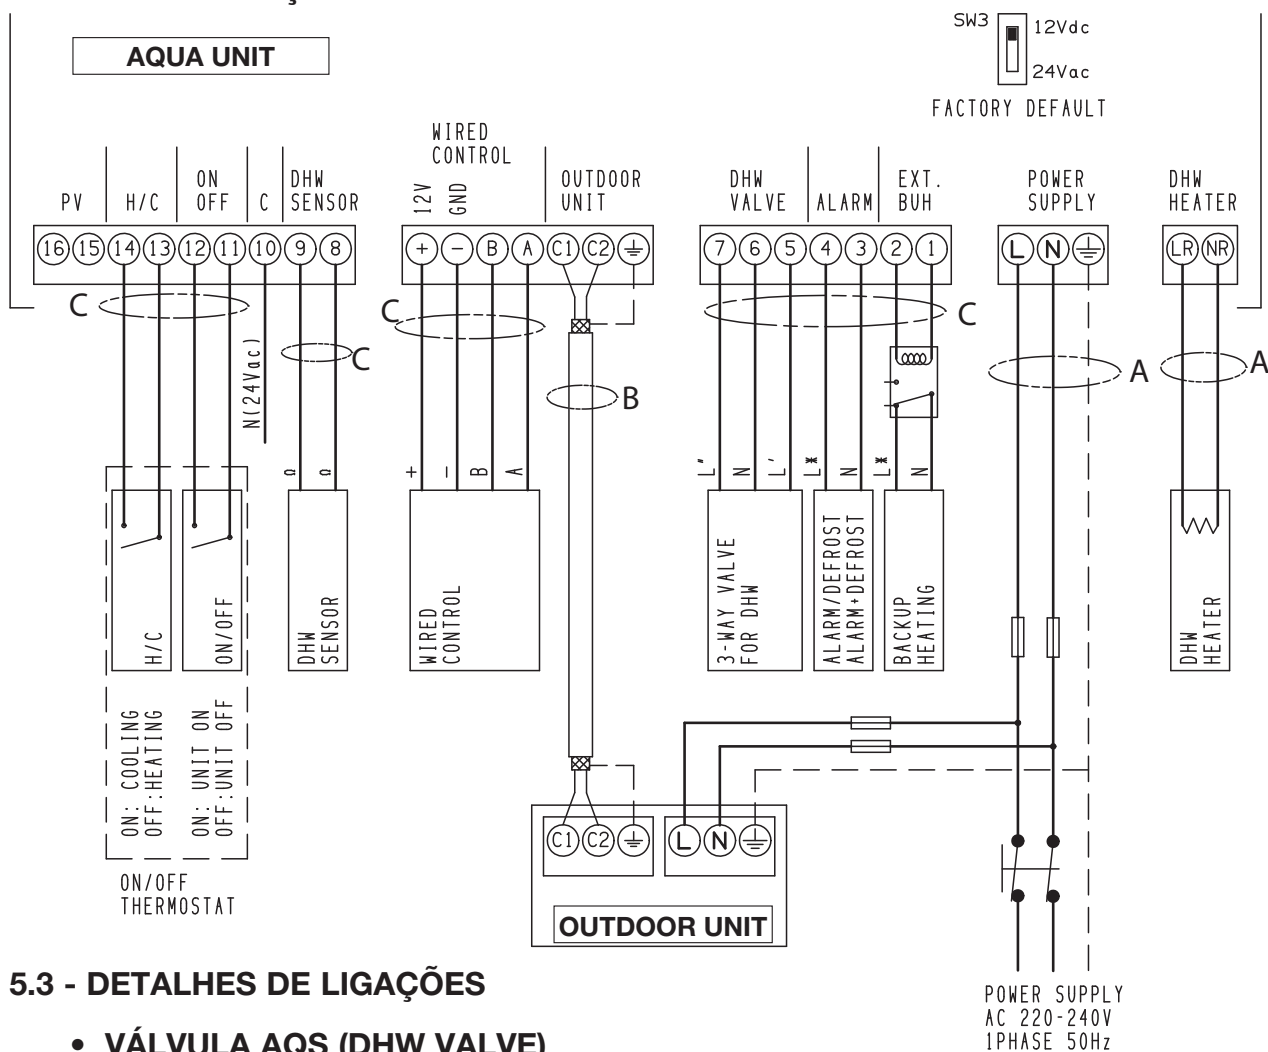 SW3
12Vdc
24Vac
FACTORY DEFAULT
AQUA UNIT
WIRED
CONTROL
PV
H/C
ON
OFF
C
DHW
SENSOR
12V
GND
OUTDOOR
UNIT
DHW
VALVE
ALARM
EXT.
BUH
POWER
SUPPLY
DHW
HEATER
16 15 14 13 12 11 10 9 8
+ - B A C1 C2
7 6 5 4 3 2 1
L N
LR NR
C
C
C
C
B
A
A
N(24Vac)
Ω Ω
+ - B A
L" N L' L* N L* N
H/C
ON/OFF
DHW
SENSOR
WIRED
CONTROL
3-WAY VALVE
FOR DHW
ALARM/DEFROST
ALARM+DEFROST
BACKUP
HEATING
DHW
HEATER
ON: COOLING
OFF:HEATING
ON: UNIT ON
OFF:UNIT OFF
ON/OFF
THERMOSTAT
C1 C2
L N
OUTDOOR UNIT
POWER SUPPLY
AC 220-240V
1PHASE 50Hz
5.3 - DETALHES DE LIGAÇÕES
• VÁLVULA AQS (DHW VALVE)